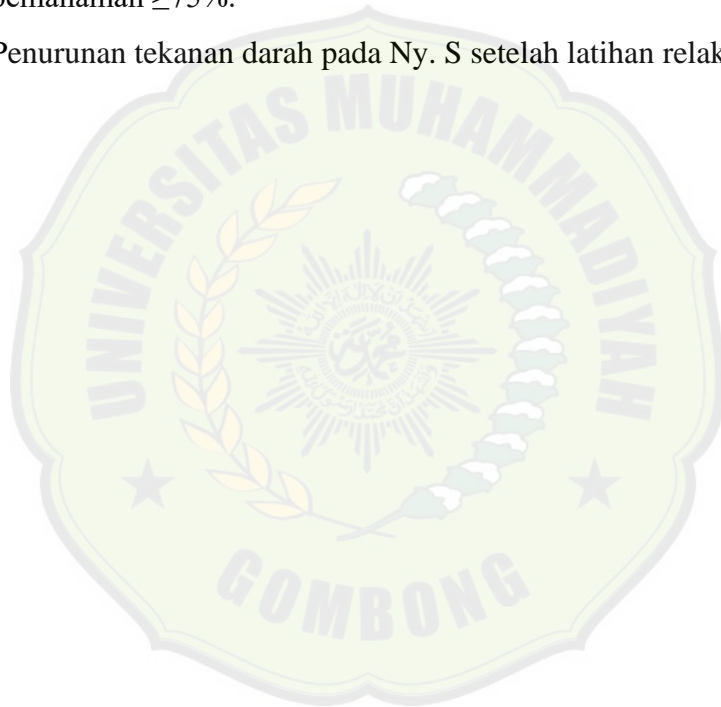 pemahaman ≥75%.
Penurunan tekanan darah pada Ny. S setelah latihan relak
UNIVERSITAS MUHAMMADIYAH
GOMBONG